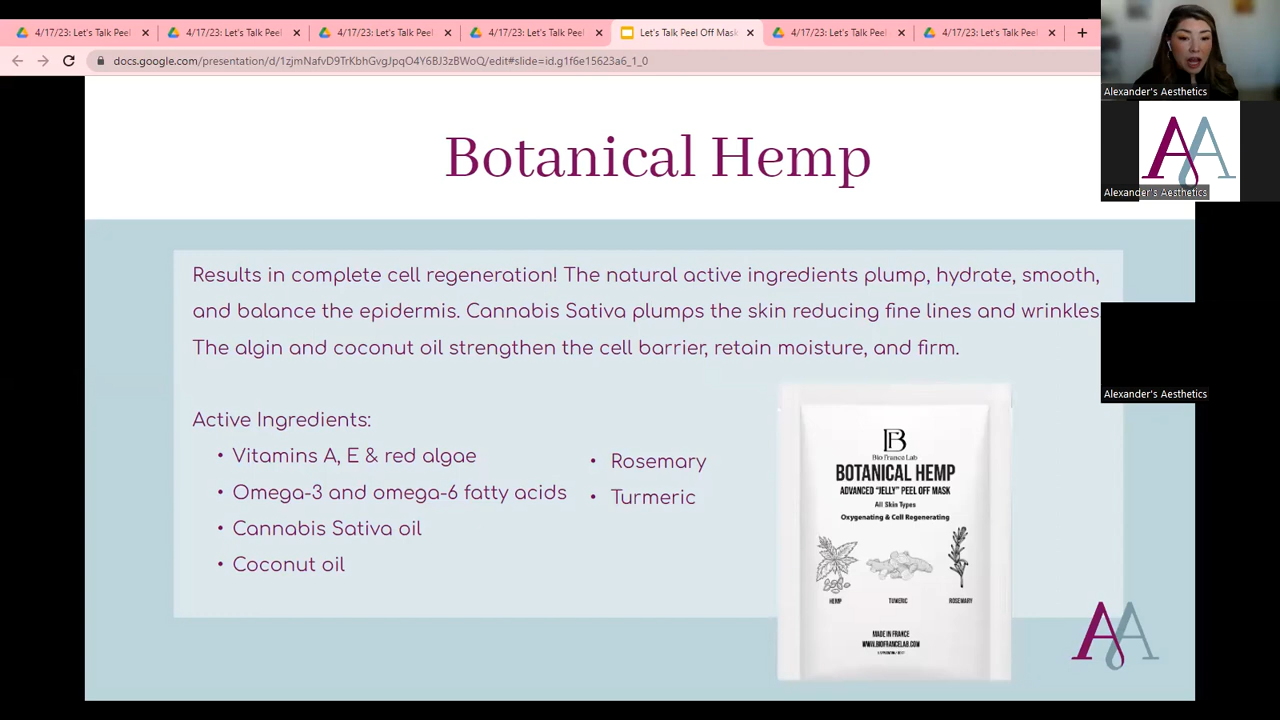 4/17/23: Let's Talk Peel
4/17/23: Let's Talk Peel
4/17/23: Let's Talk Peel
4/17/23: Let's Talk Peel
Let's Talk Peel Off Mask
4/17/23: Let's Talk Peel
4/17/23: Let's Talk Peel
docs.google.com/presentation/d/1zjmNafvD9TrKbhGvgJpqO4Y6BJ3zBWoQ/edit#slide=id.g1f6e15623a6_1_0
Alexander's Aesthetics
AA
Alexander's Aesthetics
Alexander's Aesthetics
Botanical Hemp
Results in complete cell regeneration! The natural active ingredients plump, hydrate, smooth,
and balance the epidermis. Cannabis Sativa plumps the skin reducing fine lines and wrinkles
The algin and coconut oil strengthen the cell barrier, retain moisture, and firm.
Active Ingredients:
• Vitamins A, E & red algae
• Omega-3 and omega-6 fatty acids
• Cannabis Sativa oil
• Coconut oil
• Rosemary
• Turmeric
Bio France Lab
BOTANICAL HEMP
ADVANCED "JELLY" PEEL OFF MASK
All Skin Types
Oxygenating & Cell Regenerating
HEMP
TUMERIC
ROSEMARY
MADE IN FRANCE
WWW.BIOFRANCELAB.COM
AA